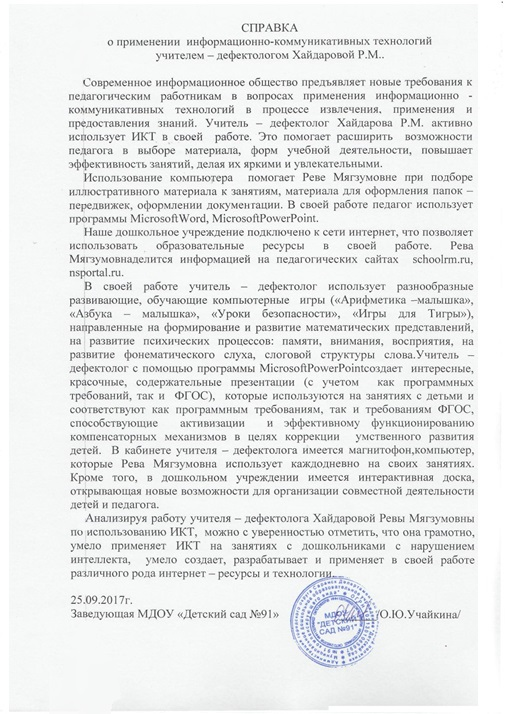 СПРАВКА
о применении информационно-коммуникативных технологий
учителем – дефектологом Хайдаровой Р.М..
Современное информационное общество предъявляет новые требования к
педагогическим работникам в вопросах применения информационно -
коммуникативных технологий в процессе извлечения, применения и
предоставления знаний. Учитель – дефектолог Хайдарова Р.М. активно
использует ИКТ в своей работе. Это помогает расширить возможности
педагога в выборе материала, форм учебной деятельности, повышает
эффективность занятий, делая их яркими и увлекательными.
Использование компьютера помогает Реве Мягзумовне при подборе
иллюстративного материала к занятиям, материала для оформления папок –
передвижек, оформлении документации. В своей работе педагог использует
программы MicrosoftWord, MicrosoftPowerPoint.
Наше дошкольное учреждение подключено к сети интернет, что позволяет
использовать образовательные ресурсы в своей работе. Рева
Мягзумовнаделится информацией на педагогических сайтах schoolrm.ru,
nsportal.ru.
В своей работе учитель – дефектолог использует разнообразные
развивающие, обучающие компьютерные игры («Арифметика –малышка»,
«Азбука – малышка», «Уроки безопасности», «Игры для Тигры»),
направленные на формирование и развитие математических представлений,
на развитие психических процессов: памяти, внимания, восприятия, на
развитие фонематического слуха, слоговой структуры слова.Учитель –
дефектолог с помощью программы MicrosoftPowerPointсоздает интересные,
красочные, содержательные презентации (с учетом как программных
требований, так и ФГОС), которые используются на занятиях с детьми и
соответствуют как программным требованиям, так и требованиям ФГОС,
способствующие активизации и эффективному функционированию
компенсаторных механизмов в целях коррекции умственного развития
детей. В кабинете учителя – дефектолога имеется магнитофон,компьютер,
которые Рева Мягзумовна использует каждодневно на своих занятиях.
Кроме того, в дошкольном учреждении имеется интерактивная доска,
открывающая новые возможности для организации совместной деятельности
детей и педагога.
Анализируя работу учителя – дефектолога Хайдаровой Ревы Мягзумовны
по использованию ИКТ, можно с уверенностью отметить, что она грамотно,
умело применяет ИКТ на занятиях с дошкольниками с нарушением
интеллекта, умело создает, разрабатывает и применяет в своей работе
различного рода интернет – ресурсы и технологии.
25.09.2017г.
Заведующая МДОУ «Детский сад №91» /О.Ю.Учайкина/
МДОУ
"ДЕТСКИЙ
САД №91"